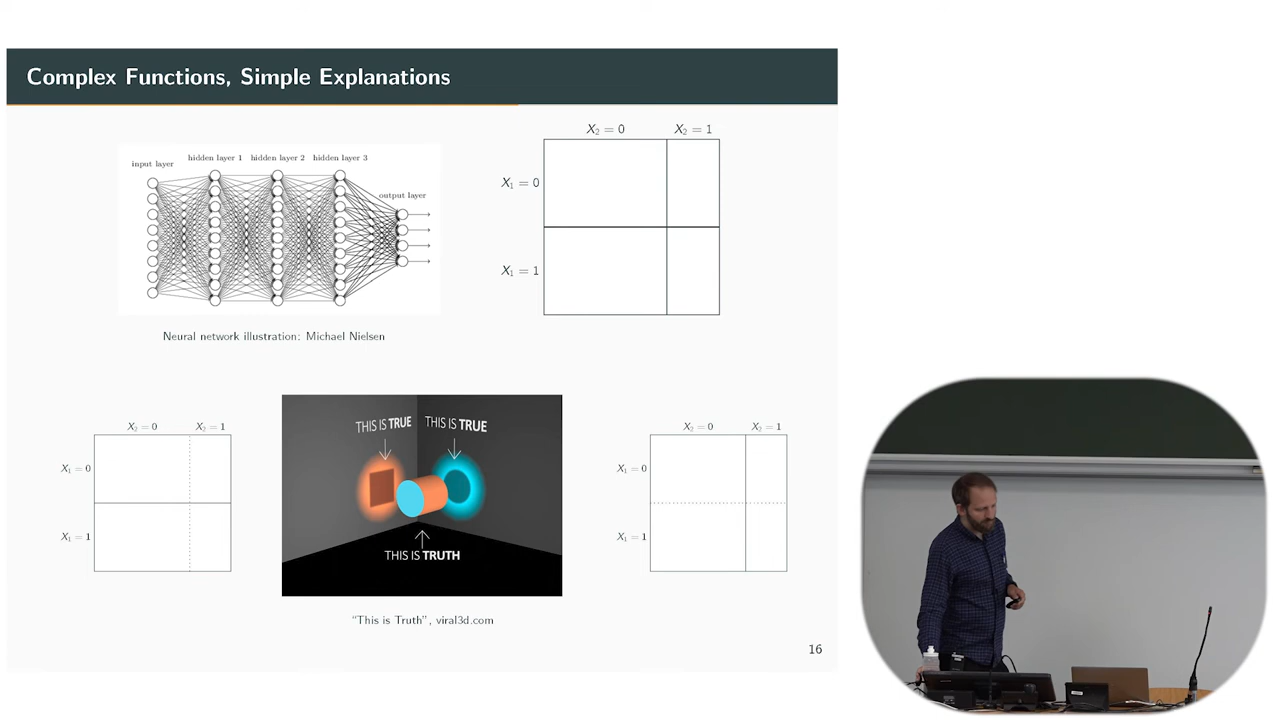 Complex Functions, Simple Explanations
input layer
hidden layer 1
hidden layer 2
hidden layer 3
output layer
Neural network illustration: Michael Nielsen
X₂ = 0
X₂ = 1
X₁ = 0
X₁ = 1
X₂ = 0
X₂ = 1
X₁ = 0
X₁ = 1
THIS IS TRUE
THIS IS TRUE
THIS IS TRUTH
"This is Truth", viral3d.com
X₂ = 0
X₂ = 1
X₁ = 0
X₁ = 1
16